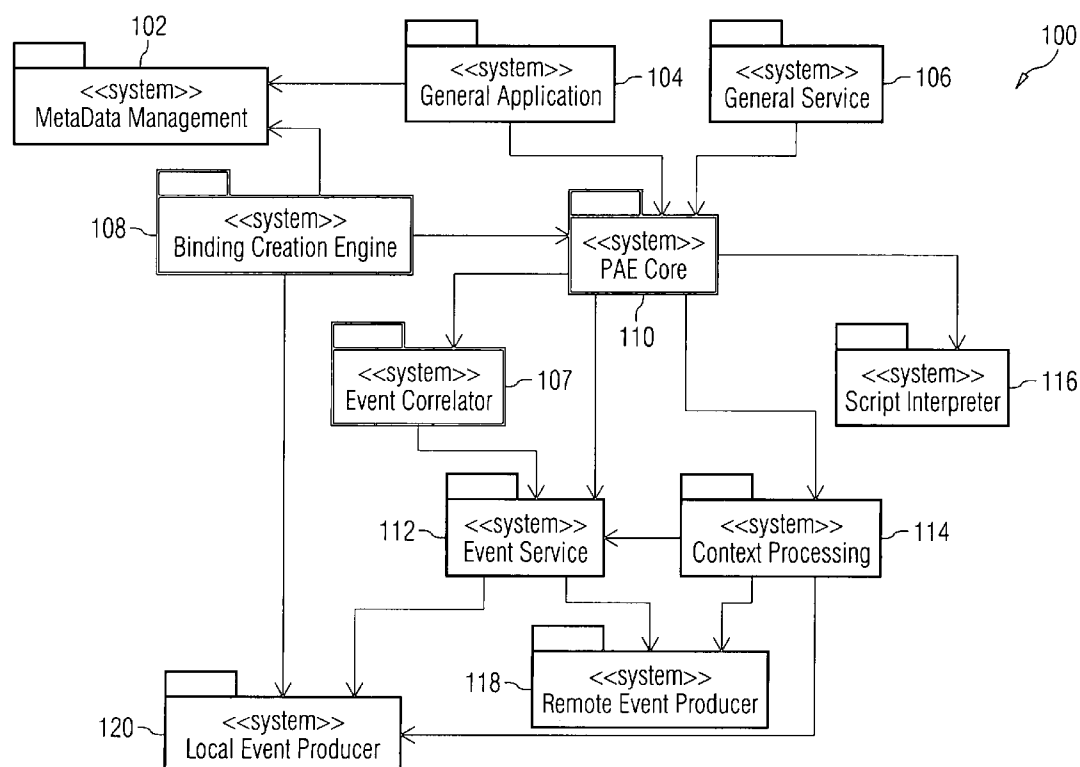 102
<<system>>
MetaData Management
<<system>>
General Application
104
<<system>>
General Service
106
100
108
<<system>>
Binding Creation Engine
<<system>>
PAE Core
110
<<system>>
Event Correlator
107
<<system>>
Script Interpreter
116
112
<<system>>
Event Service
<<system>>
Context Processing
114
118
<<system>>
Remote Event Producer
120
<<system>>
Local Event Producer